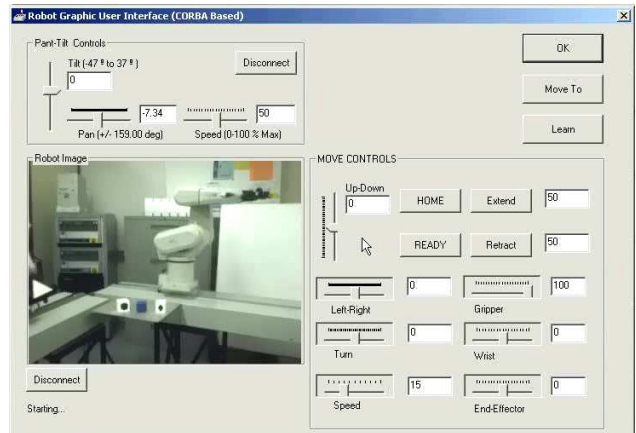 Robot Graphic User Interface (CORBA Based)
Pant-Tilt Controls
Tilt (-47 º to 37 º )
0
Disconnect
-7.34
50
Pan (+/- 159.00 deg)
Speed (0-100 % Max)
OK
Move To
Learn
Robot Image
MOVE CONTROLS
Up-Down
0
HOME
Extend
50
READY
Retract
50
0
100
Left-Right
Gripper
0
0
Turn
Wrist
15
0
Speed
End-Effector
Disconnect
Starting...